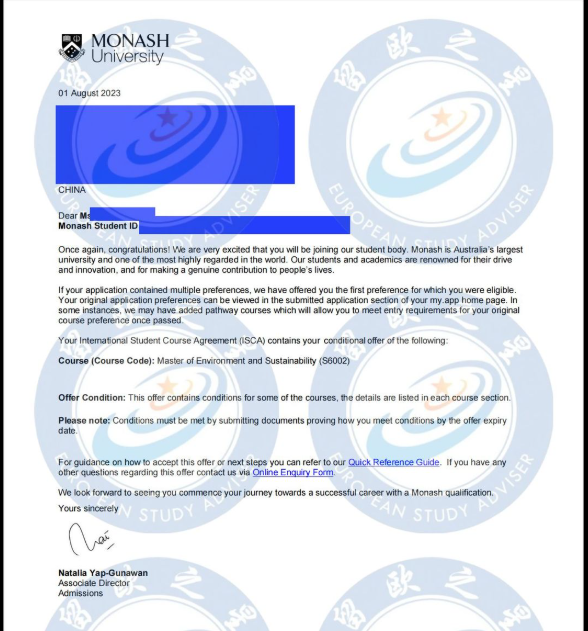 MONASH
University
01 August 2023
CHINA
Dear Ms
Monash Student ID
Once again, congratulations! We are very excited that you will be joining our student body. Monash is Australia's largest
university and one of the most highly regarded in the world. Our students and academics are renowned for their drive
and innovation, and for making a genuine contribution to people's lives.
If your application contained multiple preferences, we have offered you the first preference for which you were eligible.
Your original application preferences can be viewed in the submitted application section of your my.app home page. In
some instances, we may have added pathway courses which will allow you to meet entry requirements for your original
course preference once passed.
Your International Student Course Agreement (ISCA) contains your conditional offer of the following:
Course (Course Code): Master of Environment and Sustainability (S6002)
Offer Condition: This offer contains conditions for some of the courses, the details are listed in each course section.
Please note: Conditions must be met by submitting documents proving how you meet conditions by the offer expiry
date.
For guidance on how to accept this offer or next steps you can refer to our Quick Reference Guide. If you have any
other questions regarding this offer contact us via Online Enquiry Form.
We look forward to seeing you commence your journey towards a successful career with a Monash qualification.
Yours sincerely
Natalia Yap-Gunawan
Associate Director
Admissions
欧之
EUROPEAN STUDY ADVISER